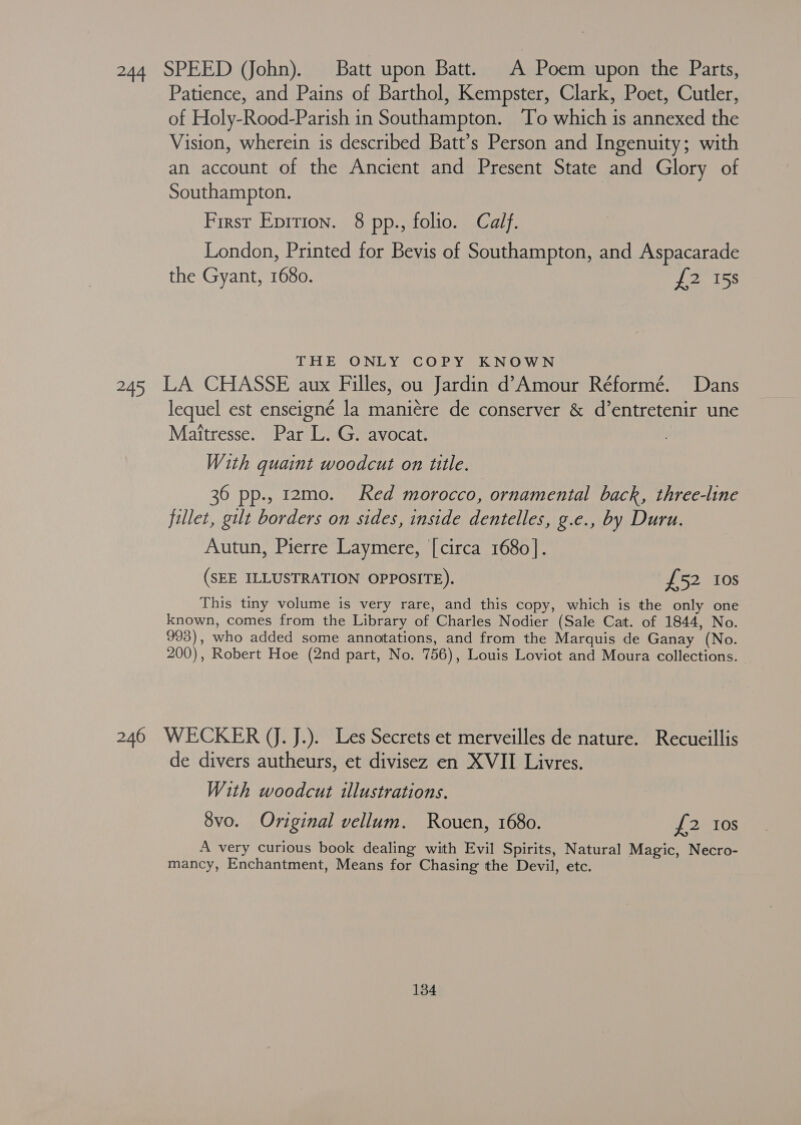 244 SPEED (John). Batt upon Batt. A Poem upon the Parts,
Patience, and Pains of Barthol, Kempster, Clark, Poet, Cutler,
of Holy-Rood-Parish in Southampton. To which is annexed the
Vision, wherein is described Batt's Person and Ingenuity; with
an account of the Ancient and Present State and Glory of
Southampton.
First Edition. 8 pp., folio. Calf.
London, Printed for Bevis of Southampton, and Aspacarade
the Gyant, 1680. £2 15s
THE ONLY COPY KNOWN
245 LA CHASSE aux Filles, ou Jardin d'Amour Réformé. Dans
lequel est enseigné la manière de conserver & d'entretenir une
Maîtresse. Par L. G. avocat.
With quaint woodcut on title.
36 pp., 12mo. Red morocco, ornamental back, three-line
fillet, gilt borders on sides, inside dentelles, g.e., by Duru.
Autun, Pierre Laymere, [circa 1680].
(SEE ILLUSTRATION OPPOSITE). £52 10s
This tiny volume is very rare, and this copy, which is the only one
known, comes from the Library of Charles Nodier (Sale Cat. of 1844, No.
993), who added some annotations, and from the Marquis de Ganay (No.
200), Robert Hoe (2nd part, No. 756), Louis Loviot and Moura collections.
246 WECKER (J. J.). Les Secrets et merveilles de nature. Recueillis
de divers autheurs, et divisez en XVII Livres.
With woodcut illustrations.
8vo. Original vellum. Rouen, 1680. £2 10s
A very curious book dealing with Evil Spirits, Natural Magic, Necro-
mancy, Enchantment, Means for Chasing the Devil, etc.
134